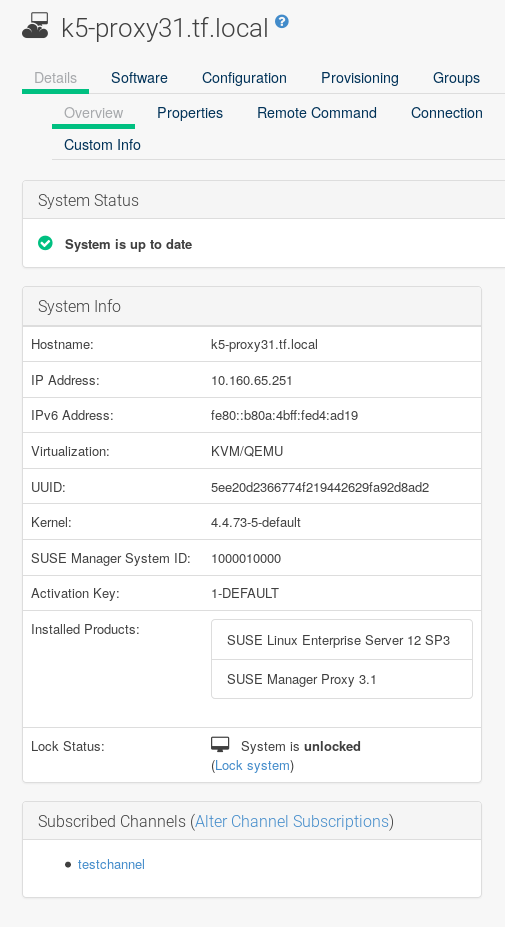 k5-proxy31.tf.local ?
Details Software Configuration Provisioning Groups
Overview Properties Remote Command Connection
Custom Info
System Status
System is up to date
System Info
Hostname: k5-proxy31.tf.local
IP Address: 10.160.65.251
IPv6 Address: fe80::b80a:4bff:fed4:ad19
Virtualization: KVM/QEMU
UUID: 5ee20d2366774f219442629fa92d8ad2
Kernel: 4.4.73-5-default
SUSE Manager System ID: 1000010000
Activation Key: 1-DEFAULT
Installed Products: SUSE Linux Enterprise Server 12 SP3
SUSE Manager Proxy 3.1
Lock Status: System is unlocked
(Lock system)
Subscribed Channels (Alter Channel Subscriptions)
testchannel